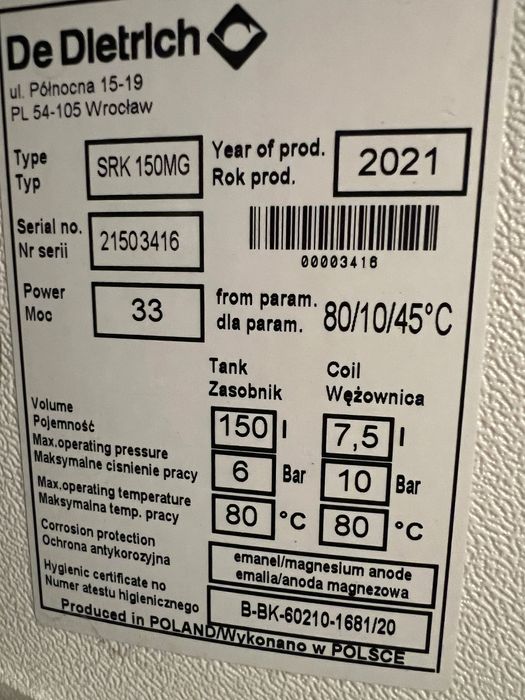 De Dietrich
ul. Północna 15-19
PL 54-105 Wrocław
Type
Typ
SRK 150MG
Year of prod.
Rok prod.
2021
Serial no.
Nr serii
21503416
00003416
Power
Moc
33
from param.
dla param.
80/10/45°C
Tank
Zasobnik
Coil
Wężownica
Volume
Pojemność
150 l
7,5 l
Max.operating pressure
Maksymalne cisnienie pracy
6 Bar
10 Bar
Max.operating temperature
Maksymalna temp. pracy
80 °C
80 °C
Corrosion protection
Ochrona antykorozyjna
emanel/magnesium anode
emalia/anoda magnezowa
Hygienic certificate no
Numer atestu higienicznego
B-BK-60210-1681/20
Produced in POLAND/Wykonano w POLSCE